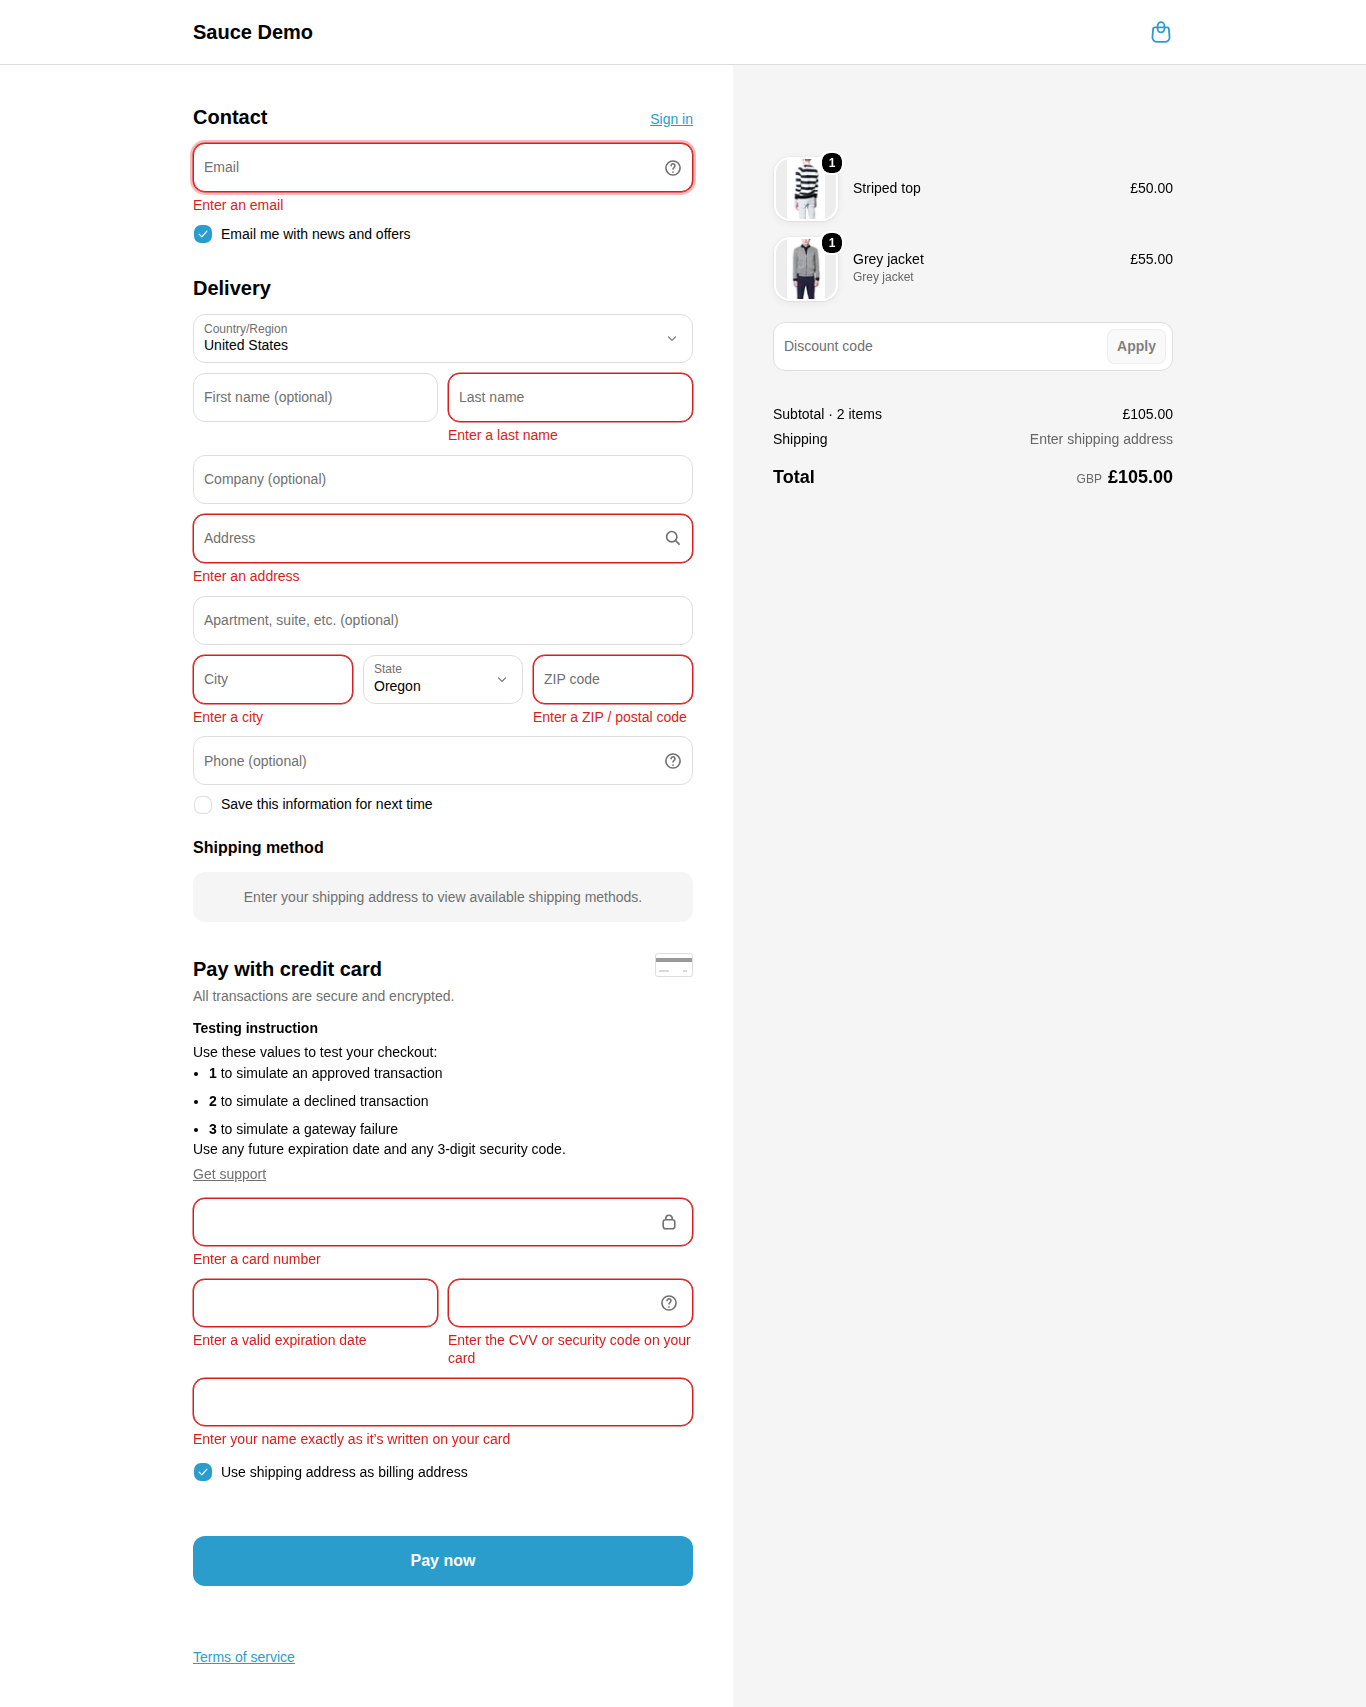 Sauce Demo
Contact
Sign in
Email
Enter an email
Email me with news and offers
Delivery
Country/Region
United States
First name (optional)
Last name
Enter a last name
Company (optional)
Address
Enter an address
Apartment, suite, etc. (optional)
City
State
Oregon
ZIP code
Enter a city
Enter a ZIP / postal code
Phone (optional)
Save this information for next time
Shipping method
Enter your shipping address to view available shipping methods.
Pay with credit card
All transactions are secure and encrypted.
Testing instruction
Use these values to test your checkout:
• 1 to simulate an approved transaction
• 2 to simulate a declined transaction
• 3 to simulate a gateway failure
Use any future expiration date and any 3-digit security code.
Get support
Enter a card number
Enter a valid expiration date
Enter the CVV or security code on your
card
Enter your name exactly as it’s written on your card
Use shipping address as billing address
Pay now
Terms of service
1
Striped top £50.00
1
Grey jacket £55.00
Grey jacket
Discount code Apply
Subtotal · 2 items £105.00
Shipping Enter shipping address
Total GBP £105.00